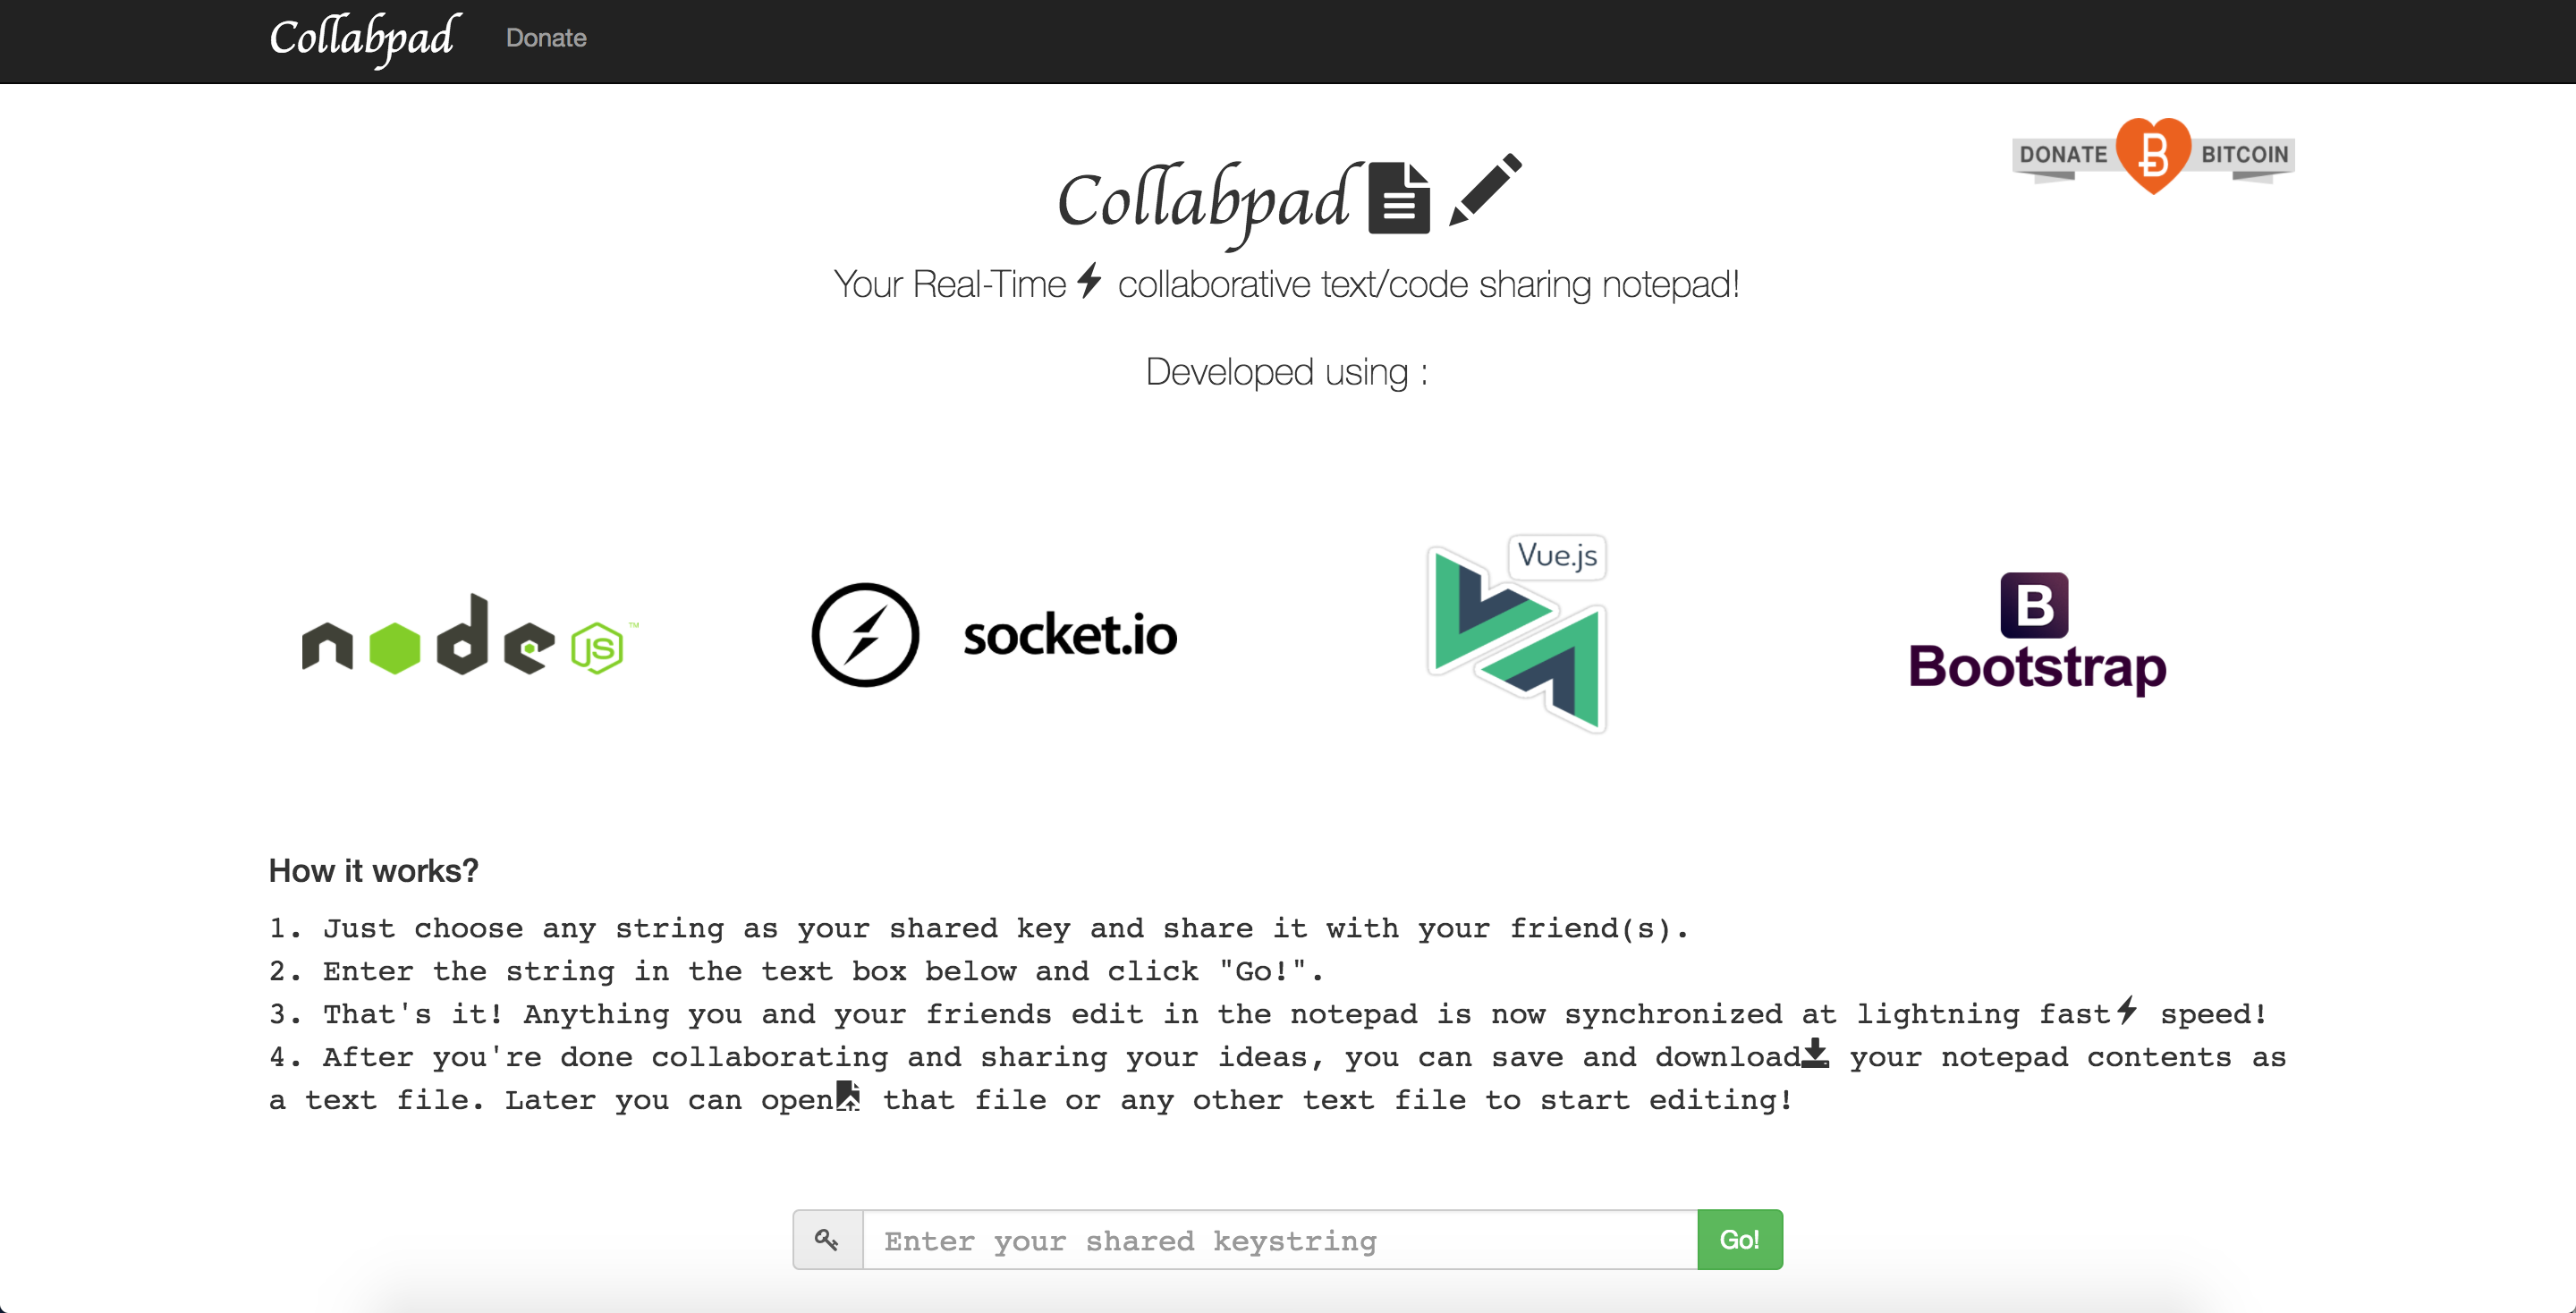 Collabpad Donate
DONATE B BITCOIN
Collabpad
Your Real-Time collaborative text/code sharing notepad!
Developed using :
node JS™
socket.io
Vue.js
B
Bootstrap
How it works?
1. Just choose any string as your shared key and share it with your friend(s).
2. Enter the string in the text box below and click "Go!".
3. That's it! Anything you and your friends edit in the notepad is now synchronized at lightning fast speed!
4. After you're done collaborating and sharing your ideas, you can save and download your notepad contents as
a text file. Later you can open that file or any other text file to start editing!
Enter your shared keystring Go!